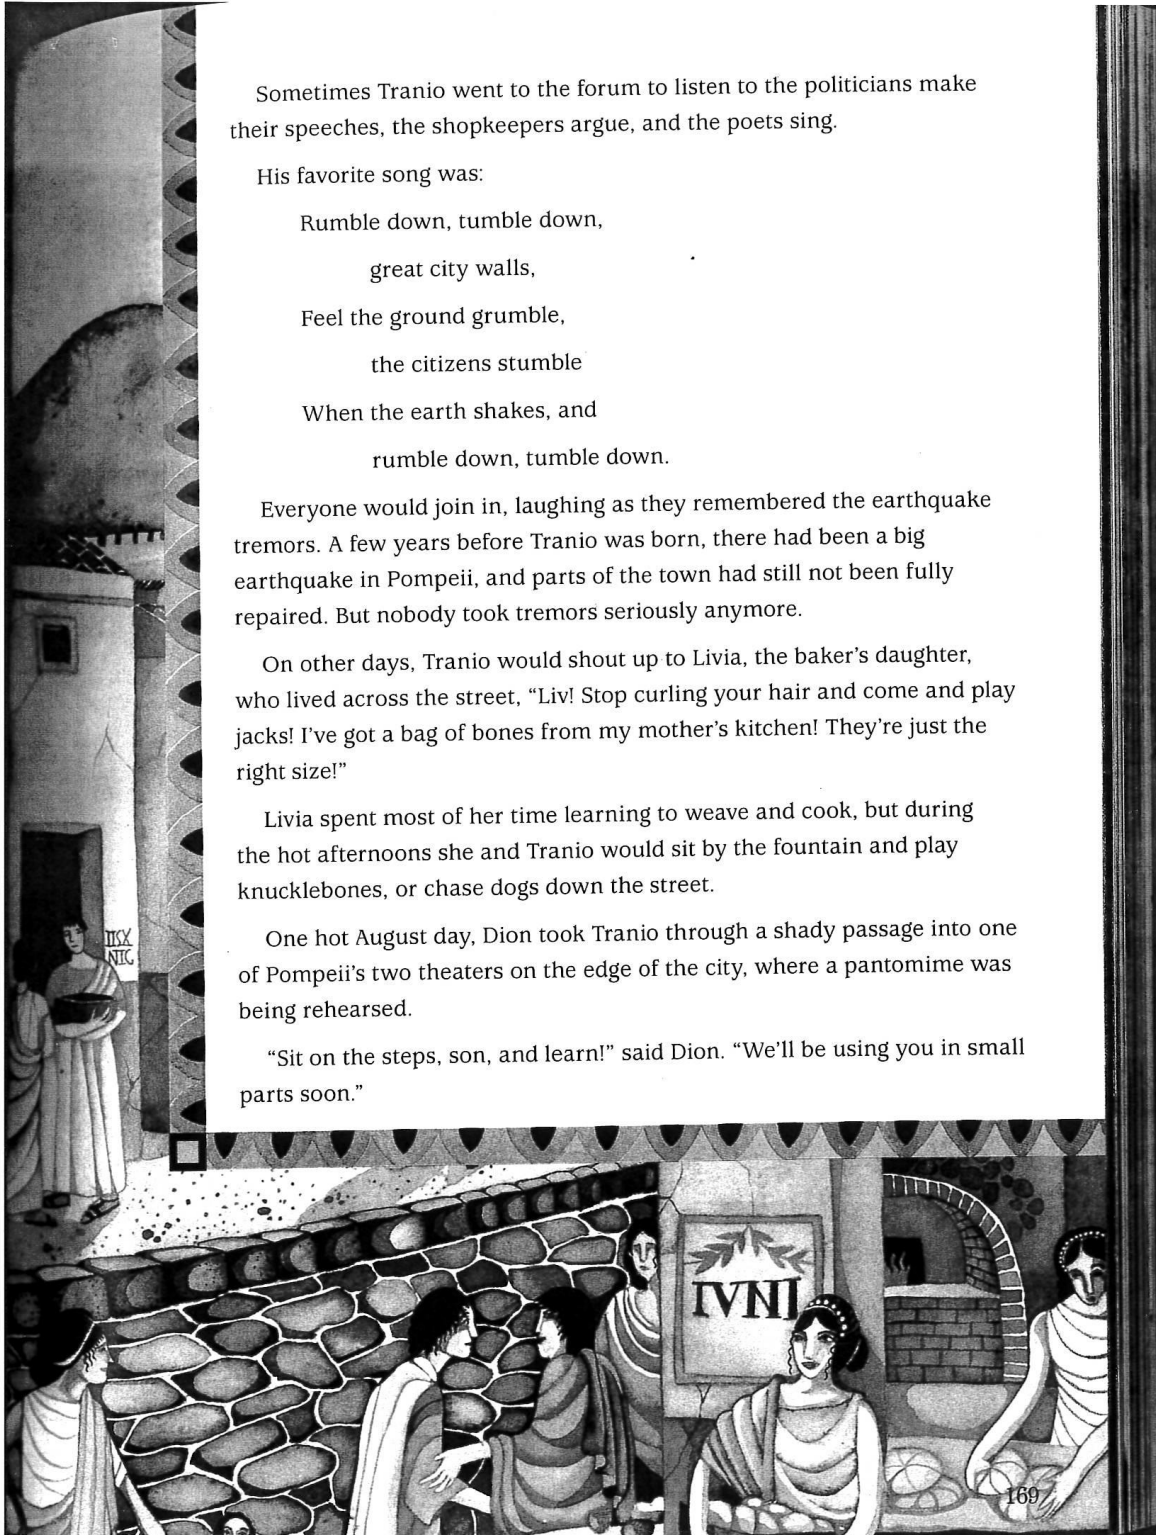 Sometimes Tranio went to the forum to listen to the politicians make
their speeches, the shopkeepers argue, and the poets sing.
His favorite song was:
Rumble down, tumble down,
great city walls,
Feel the ground grumble,
the citizens stumble
When the earth shakes, and
rumble down, tumble down.
Everyone would join in, laughing as they remembered the earthquake
tremors. A few years before Tranio was born, there had been a big
earthquake in Pompeii, and parts of the town had still not been fully
repaired. But nobody took tremors seriously anymore.
On other days, Tranio would shout up to Livia, the baker's daughter,
who lived across the street, “Liv! Stop curling your hair and come and play
jacks! I've got a bag of bones from my mother's kitchen! They're just the
right size!”
Livia spent most of her time learning to weave and cook, but during
the hot afternoons she and Tranio would sit by the fountain and play
knucklebones, or chase dogs down the street.
One hot August day, Dion took Tranio through a shady passage into one
of Pompeii's two theaters on the edge of the city, where a pantomime was
being rehearsed.
“Sit on the steps, son, and learn!” said Dion. “We'll be using you in small
parts soon.”
IVNI
169